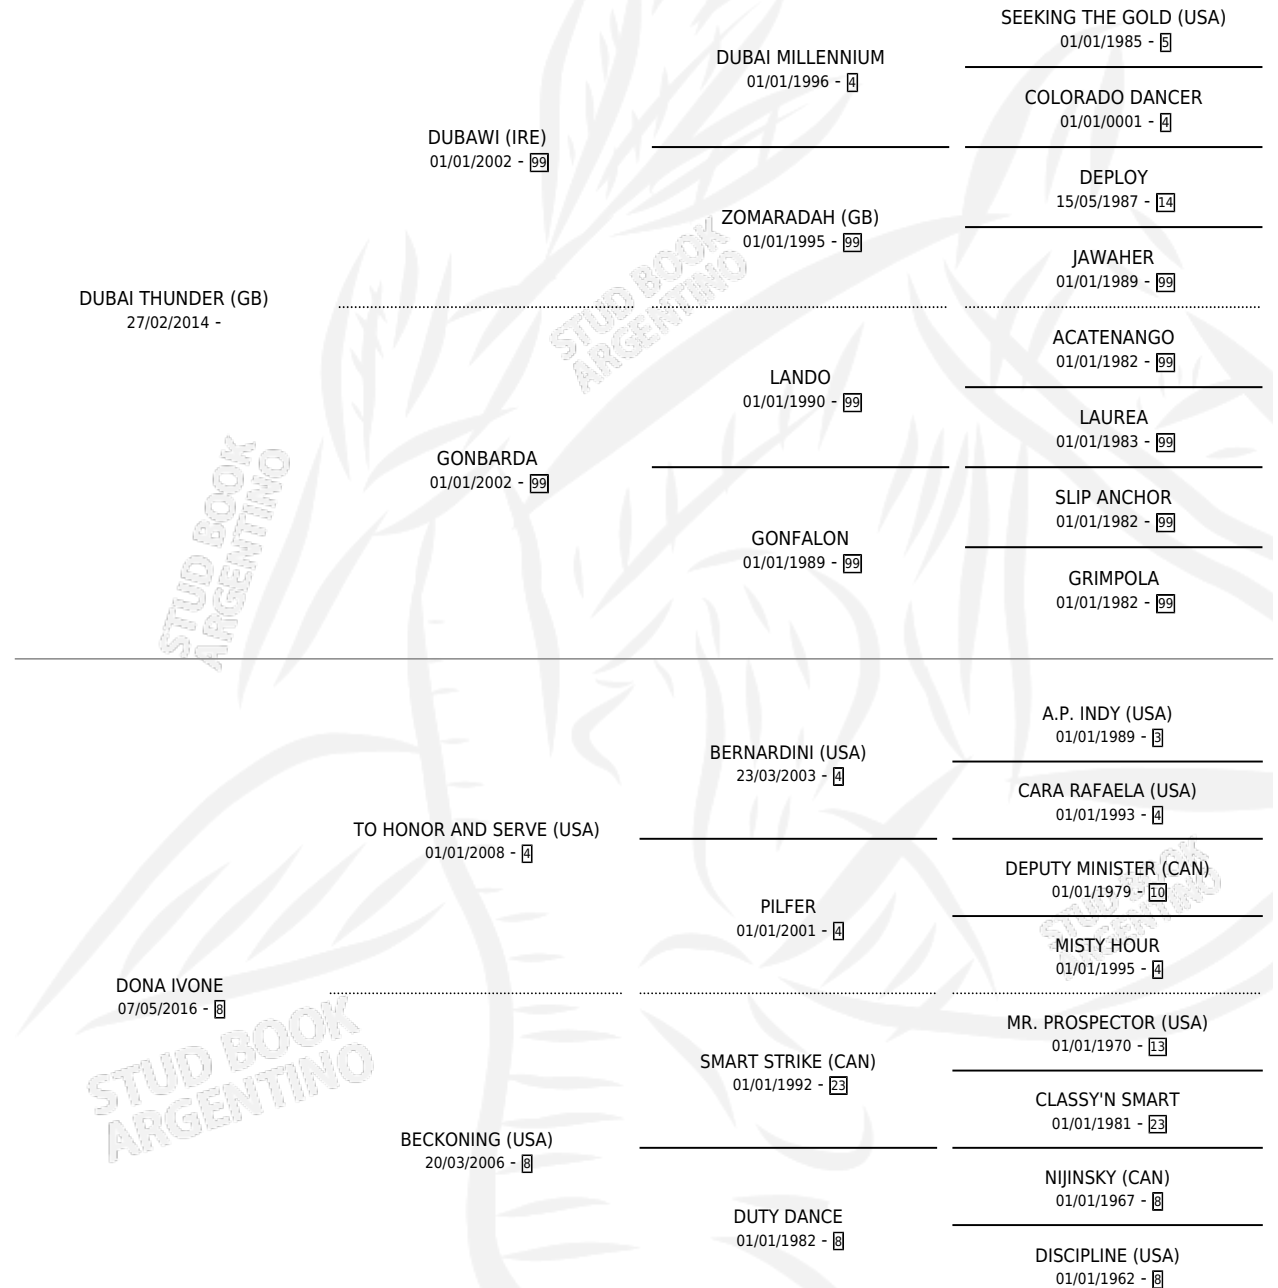 SEEKING THE GOLD (USA)
01/01/1985 - 5
DUBAI MILLENNIUM
01/01/1996 - 4
COLORADO DANCER
01/01/0001 - 4
DUBAWI (IRE)
01/01/2002 - 99
DEPLOY
15/05/1987 - 14
ZOMARADAH (GB)
01/01/1995 - 99
JAWAHER
01/01/1989 - 99
DUBAI THUNDER (GB)
27/02/2014 -
STUD BOOK
ARGENTINO
ACATENANGO
01/01/1982 - 99
LANDO
01/01/1990 - 99
LAUREA
01/01/1983 - 99
GONBARDA
01/01/2002 - 99
SLIP ANCHOR
01/01/1982 - 99
GONFALON
01/01/1989 - 99
GRIMPOLA
01/01/1982 - 99
STUD BOOK
ARGENTINO
A.P. INDY (USA)
01/01/1989 - 3
BERNARDINI (USA)
23/03/2003 - 4
CARA RAFAELA (USA)
01/01/1993 - 4
TO HONOR AND SERVE (USA)
01/01/2008 - 4
DEPUTY MINISTER (CAN)
01/01/1979 - 10
PILFER
01/01/2001 - 4
STUD BOOK
ARGENTINO
MISTY HOUR
01/01/1995 - 4
DONA IVONE
07/05/2016 - 8
STUD BOOK
ARGENTINO
MR. PROSPECTOR (USA)
01/01/1970 - 13
SMART STRIKE (CAN)
01/01/1992 - 23
CLASSY'N SMART
01/01/1981 - 23
BECKONING (USA)
20/03/2006 - 8
NIJINSKY (CAN)
01/01/1967 - 8
DUTY DANCE
01/01/1982 - 8
DISCIPLINE (USA)
01/01/1962 - 8